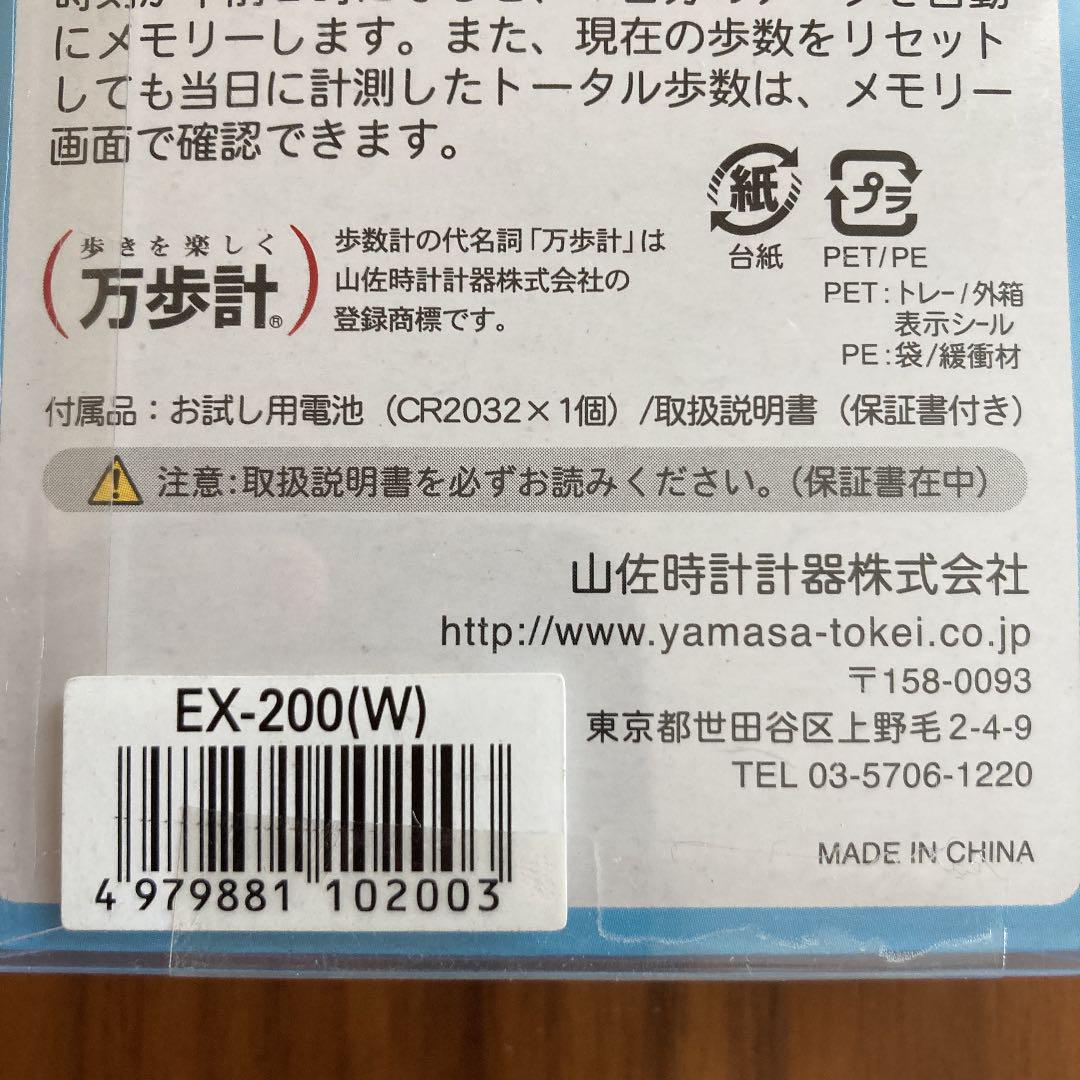 にメモリーします。また、現在の歩数をリセット
しても当日に計測したトータル歩数は、メモリー
画面で確認できます。
紙
台紙
プラ
PET/PE
PET:トレー/外箱
表示シール
PE:袋/緩衝材
歩きを楽しく
万歩計®
歩数計の代名詞「万歩計」は
山佐時計計器株式会社の
登録商標です。
付属品:お試し用電池(CR2032×1個)/取扱説明書(保証書付き)
注意:取扱説明書を必ずお読みください。(保証書在中)
山佐時計計器株式会社
http://www.yamasa-tokei.co.jp
〒158-0093
東京都世田谷区上野毛2-4-9
TEL 03-5706-1220
MADE IN CHINA
EX-200(W)
4 979881 102003